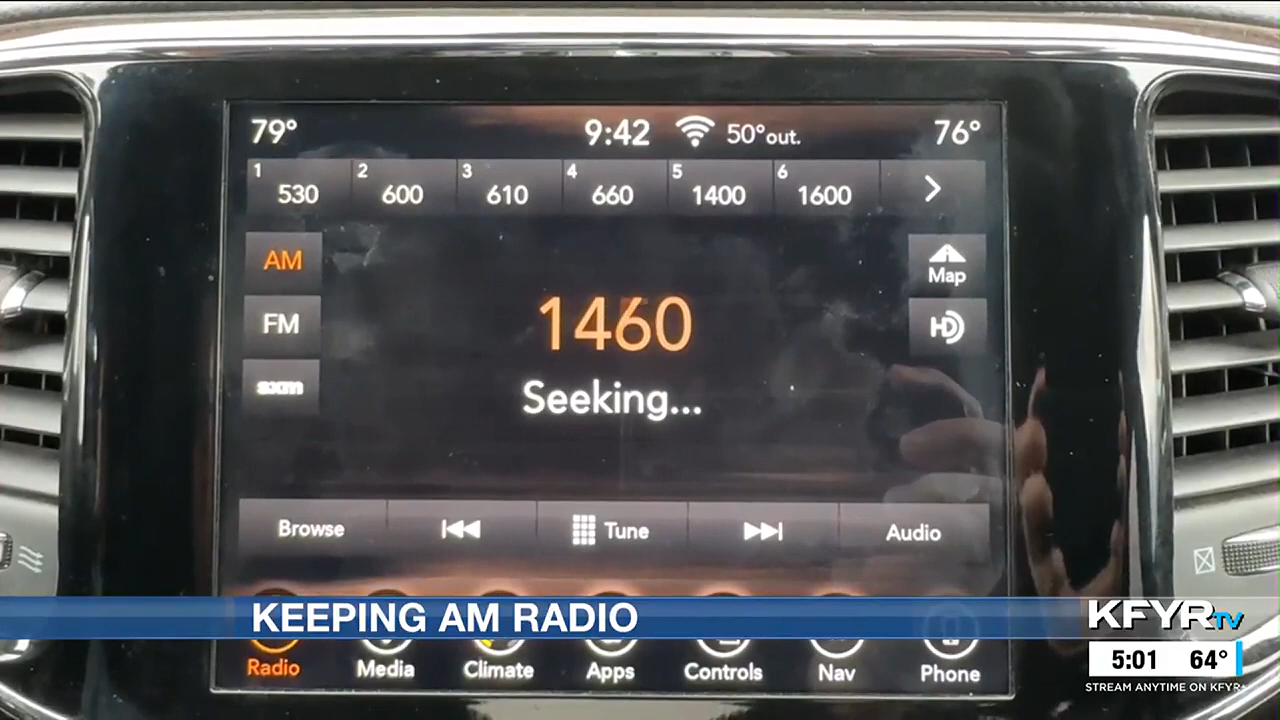 79° 9:42 50°out. 76°
1 530 2 600 3 610 4 660 5 1400 6 1600
AM
Map
FM
HD
sxm
1460
Seeking...
Browse Tune Audio
KEEPING AM RADIO
KFYR TV
Radio Media Climate Apps Controls Nav Phone
5:01 64°
STREAM ANYTIME ON KFYR+